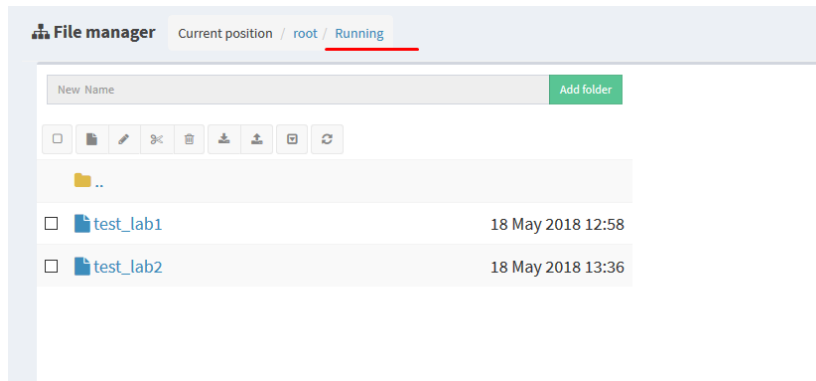 File manager Current position / root / Running
New Name Add folder
..
test_lab1 18 May 2018 12:58
test_lab2 18 May 2018 13:36